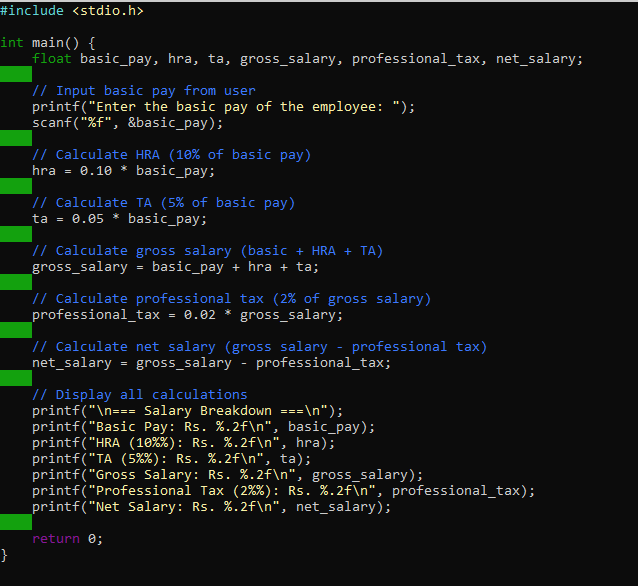 #include <stdio.h>
int main() {
    float basic_pay, hra, ta, gross_salary, professional_tax, net_salary;
    // Input basic pay from user
    printf("Enter the basic pay of the employee: ");
    scanf("%f", &basic_pay);
    // Calculate HRA (10% of basic pay)
    hra = 0.10 * basic_pay;
    // Calculate TA (5% of basic pay)
    ta = 0.05 * basic_pay;
    // Calculate gross salary (basic + HRA + TA)
    gross_salary = basic_pay + hra + ta;
    // Calculate professional tax (2% of gross salary)
    professional_tax = 0.02 * gross_salary;
    // Calculate net salary (gross salary - professional tax)
    net_salary = gross_salary - professional_tax;
    // Display all calculations
    printf("\n=== Salary Breakdown ===\n");
    printf("Basic Pay: Rs. %.2f\n", basic_pay);
    printf("HRA (10%%): Rs. %.2f\n", hra);
    printf("TA (5%%): Rs. %.2f\n", ta);
    printf("Gross Salary: Rs. %.2f\n", gross_salary);
    printf("Professional Tax (2%%): Rs. %.2f\n", professional_tax);
    printf("Net Salary: Rs. %.2f\n", net_salary);
    return 0;
}